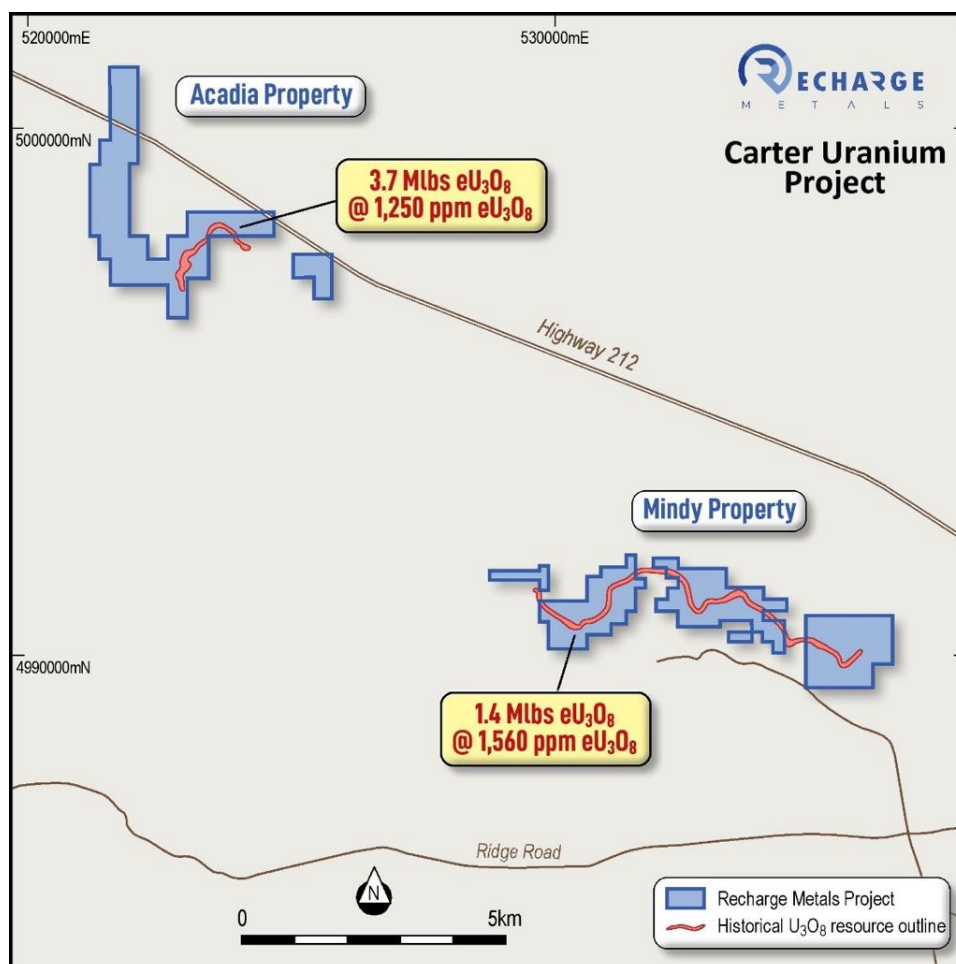 520000mE
530000mE
RECHARGE
METALS
Carter Uranium
Project
Acadia Property
5000000mN
3.7 Mlbs eU₃O₈
@ 1,250 ppm eU₃O₈
Highway 212
Mindy Property
4990000mN
1.4 Mlbs eU₃O₈
@ 1,560 ppm eU₃O₈
Ridge Road
N
0
5km
Recharge Metals Project
Historical U₃O₈ resource outline